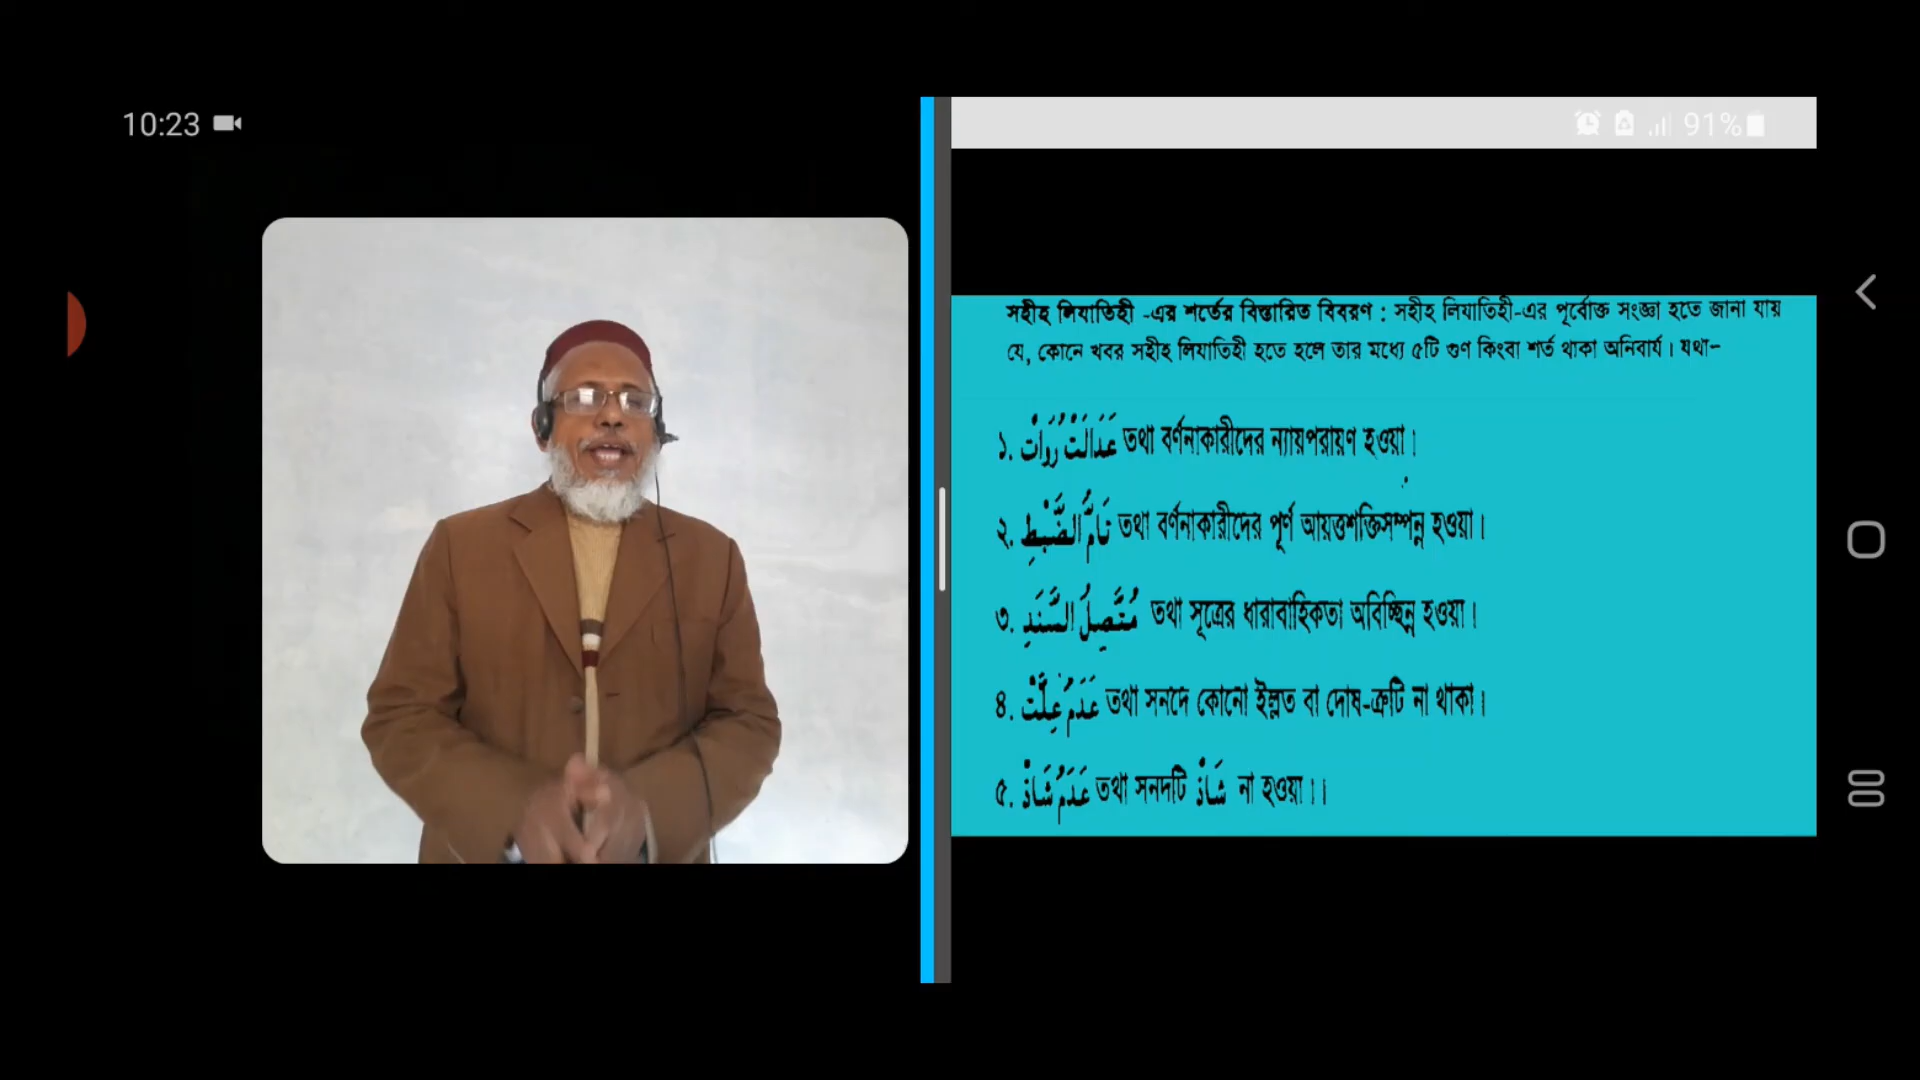 10:23
91%
সহীহ লিযাতিহী -এর শর্তের বিস্তারিত বিবরণ : সহীহ লিযাতিহী-এর পূর্বোক্ত সংজ্ঞা হতে জানা যায়
যে, কোনে খবর সহীহ লিযাতিহী হতে হলে তার মধ্যে ৫টি গুণ কিংবা শর্ত থাকা অনিবার্য। যথা–
১. عَدَالَتْ رُوَاتْ তথা বর্ণনাকারীদের ন্যায়পরায়ণ হওয়া।
২. تَامُّ الضَّبْطِ তথা বর্ণনাকারীদের পূর্ণ আয়ত্তশক্তিসম্পন্ন হওয়া।
৩. مُتَّصِلُ السَّنَدِ তথা সূত্রের ধারাবাহিকতা অবিচ্ছিন্ন হওয়া।
৪. عَدَمُ عِلَّتْ তথা সনদে কোনো ইল্লত বা দোষ-ত্রুটি না থাকা।
৫. عَدَمُ شَاذْ তথা সনদটি شَاذْ না হওয়া।।